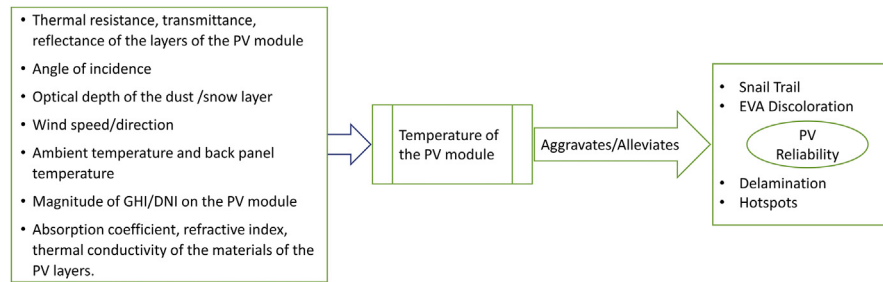 • Thermal resistance, transmittance,
reflectance of the layers of the PV module
• Angle of incidence
• Optical depth of the dust /snow layer
• Wind speed/direction
• Ambient temperature and back panel
temperature
• Magnitude of GHI/DNI on the PV module
• Absorption coefficient, refractive index,
thermal conductivity of the materials of the
PV layers.
Temperature of
the PV module
Aggravates/Alleviates
• Snail Trail
• EVA Discoloration
PV
Reliability
• Delamination
• Hotspots